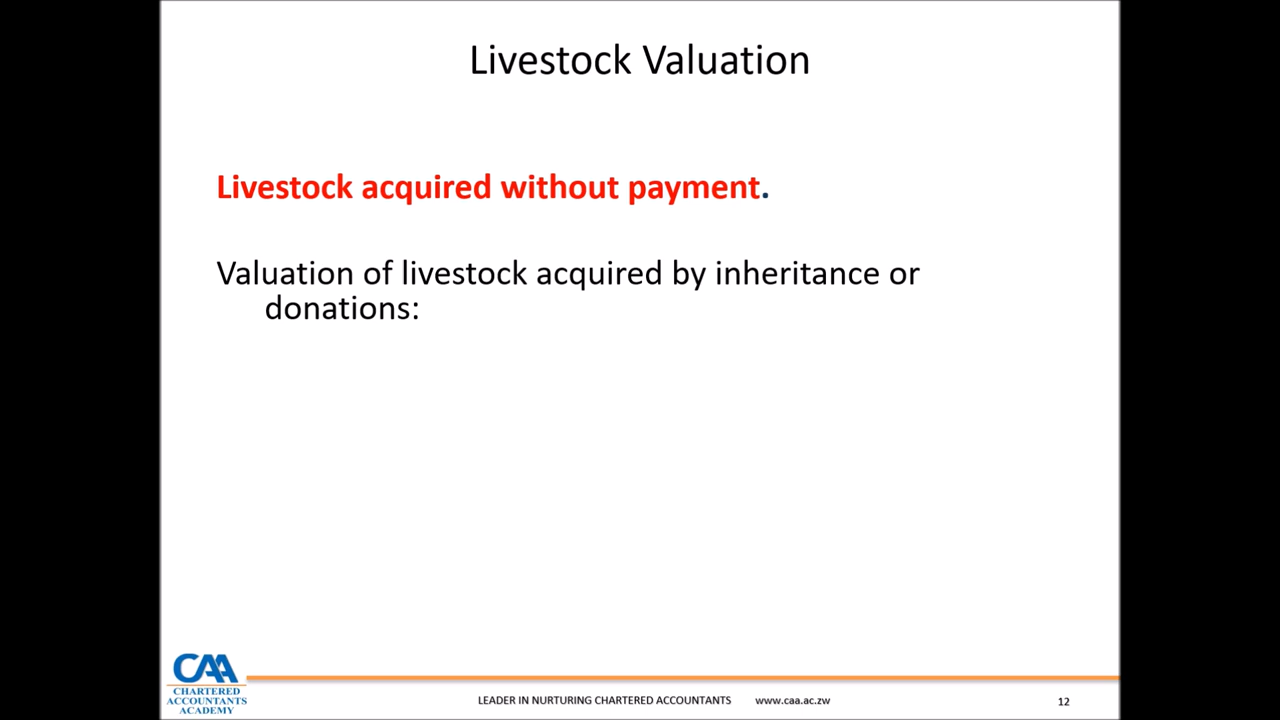 Livestock Valuation
Livestock acquired without payment.
Valuation of livestock acquired by inheritance or
donations:
CAA
CHARTERED
ACCOUNTANTS
ACADEMY
LEADER IN NURTURING CHARTERED ACCOUNTANTS www.caa.ac.zw
12